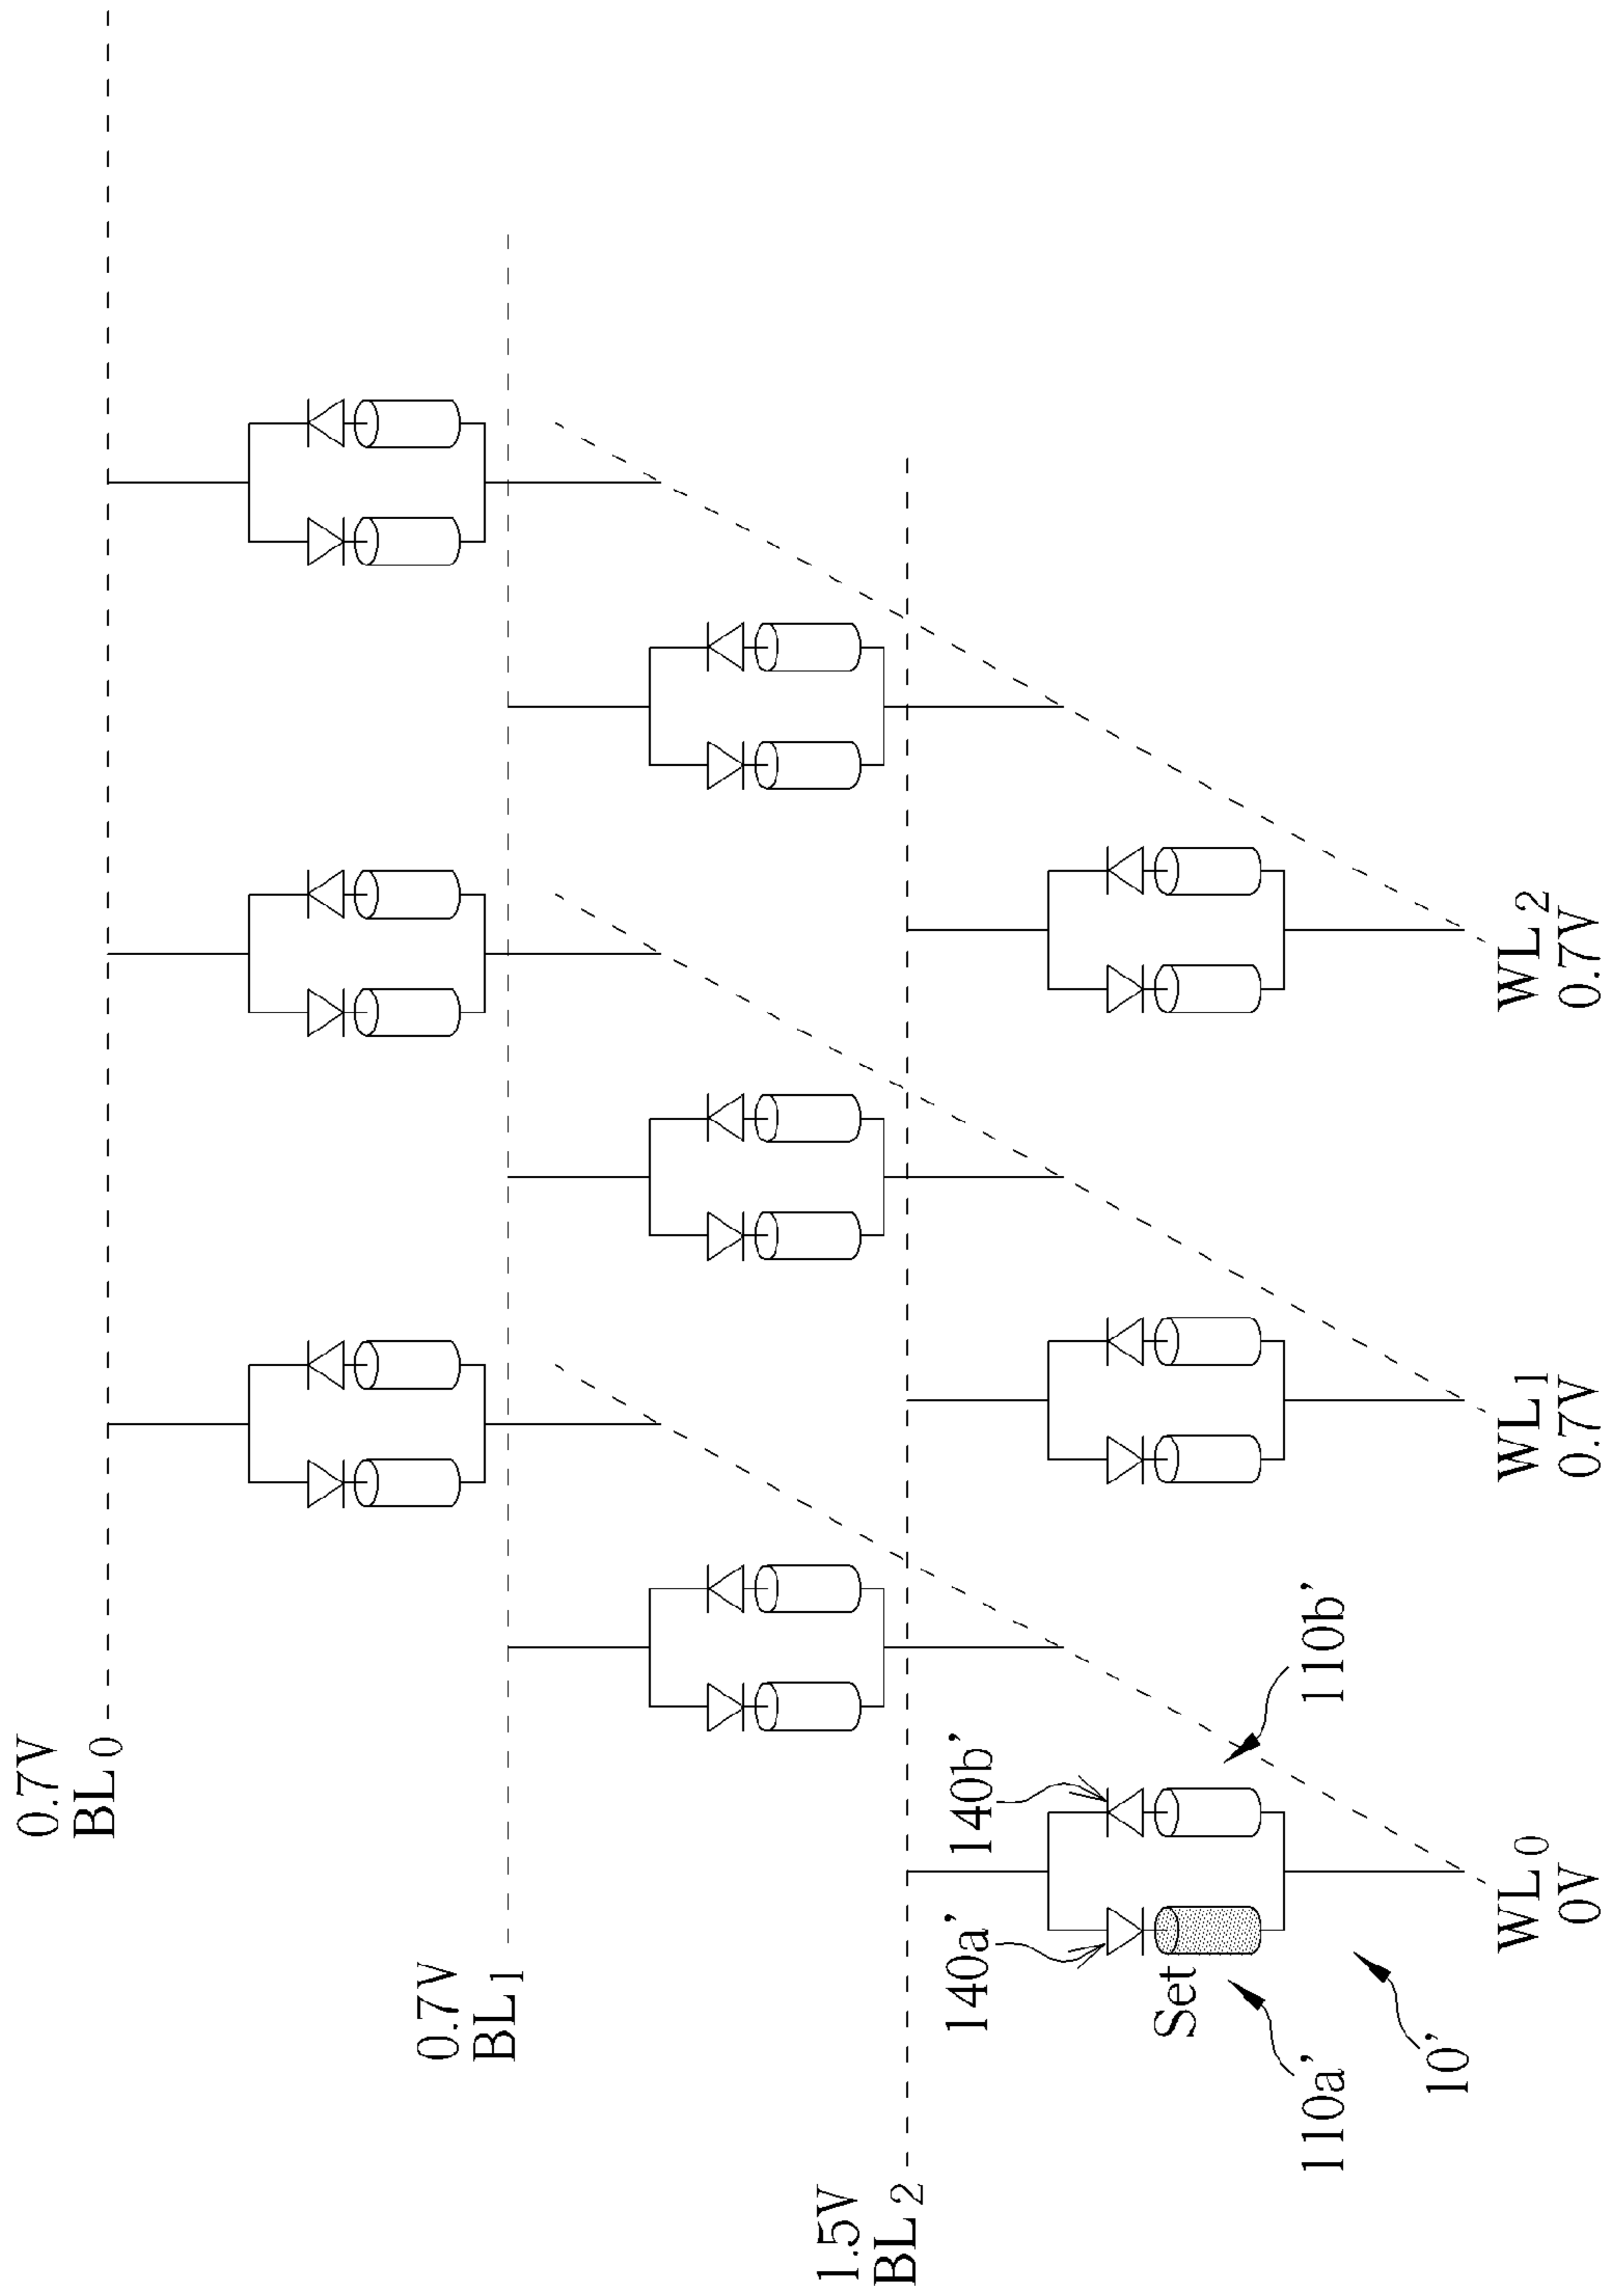 0.7V
BL0
0.7V
BL1
1.5V
BL2
140a’
140b’
Set
110a’
110b’
10’
WL0
0V
WL1
0.7V
WL2
0.7V